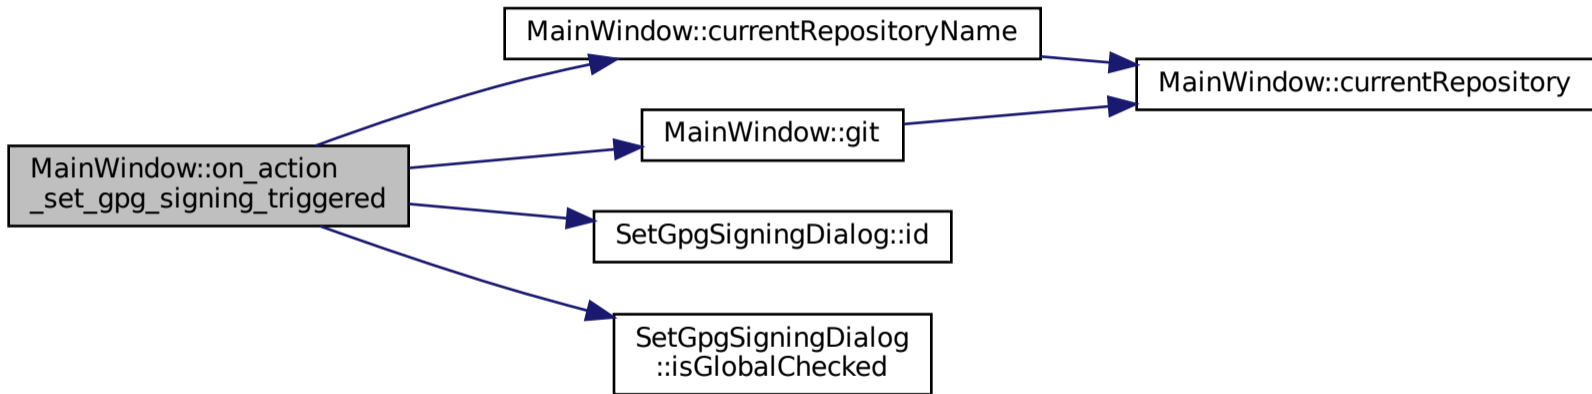 MainWindow::currentRepositoryName
MainWindow::currentRepository
MainWindow::git
MainWindow::on_action
_set_gpg_signing_triggered
SetGpgSigningDialog::id
SetGpgSigningDialog
::isGlobalChecked